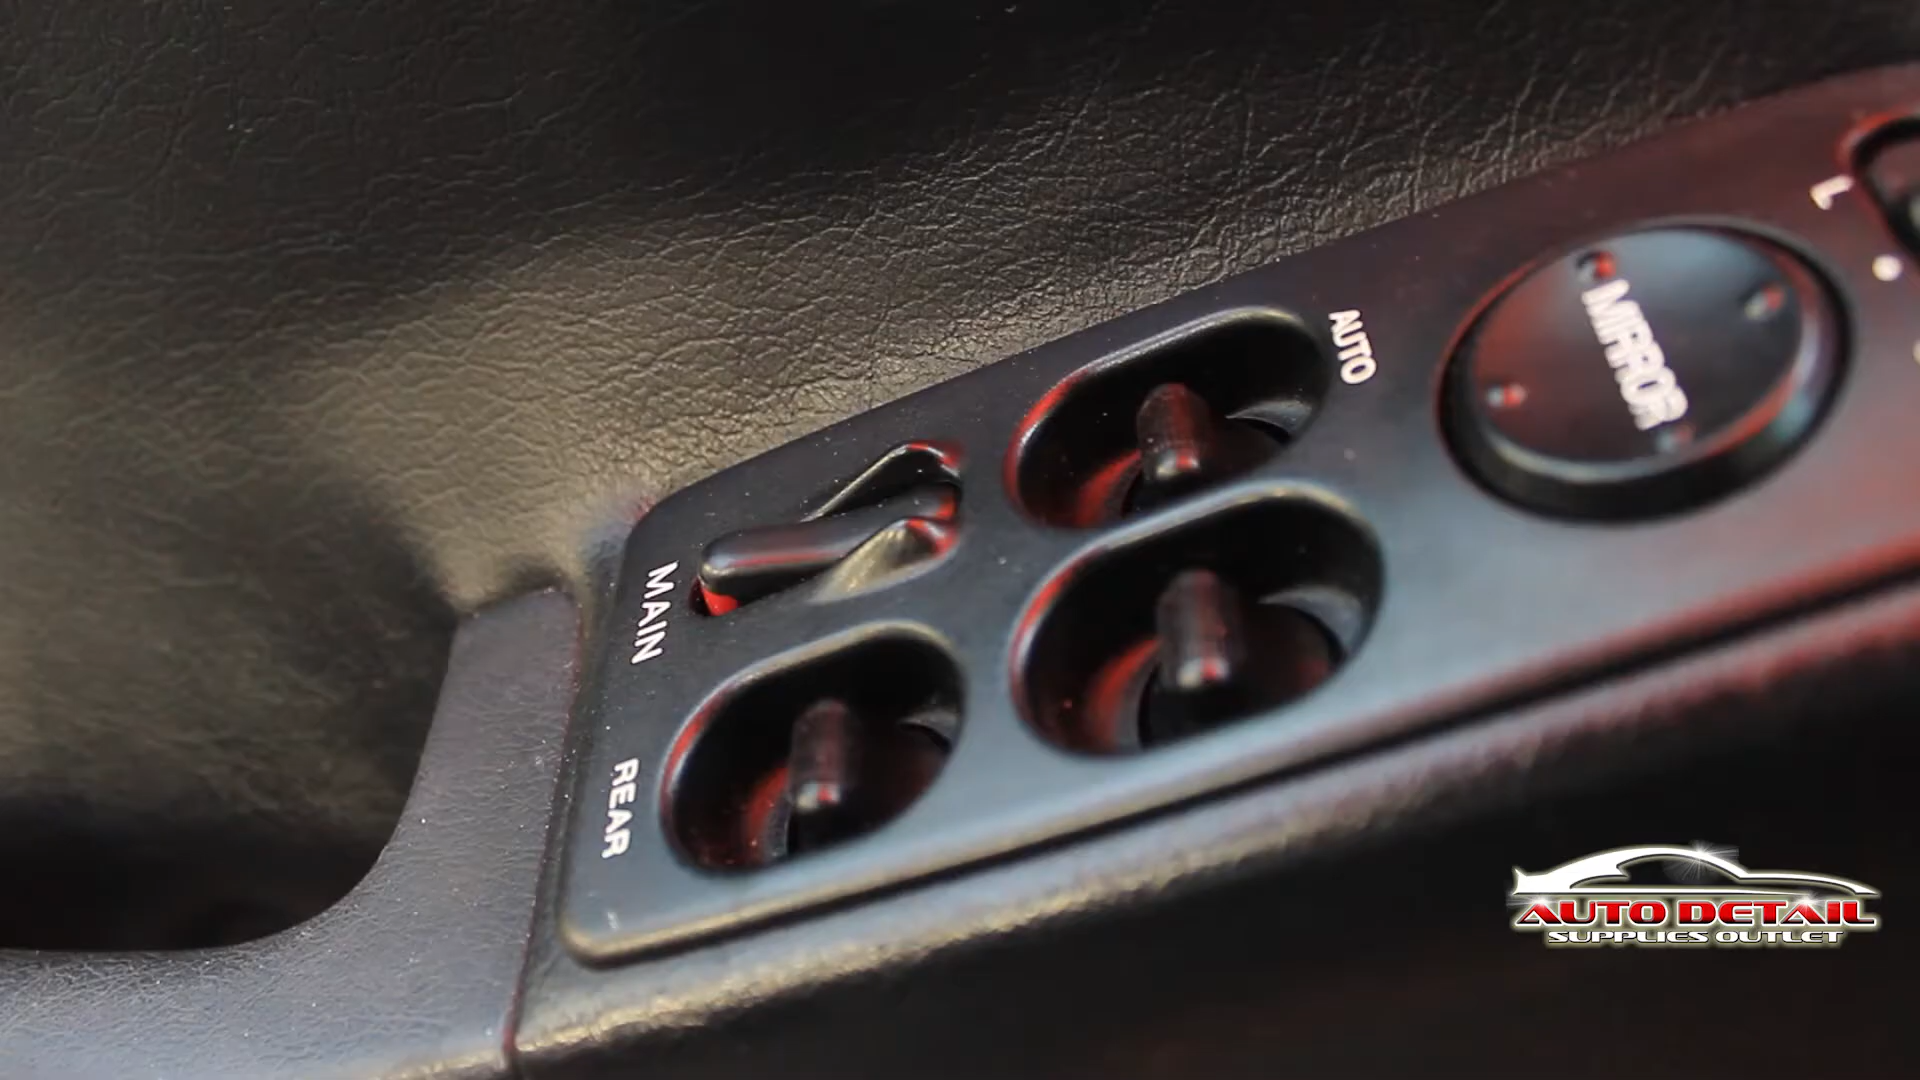 MAIN
REAR
AUTO
MIRROR
L
AUTO DETAIL
SUPPLIES OUTLET